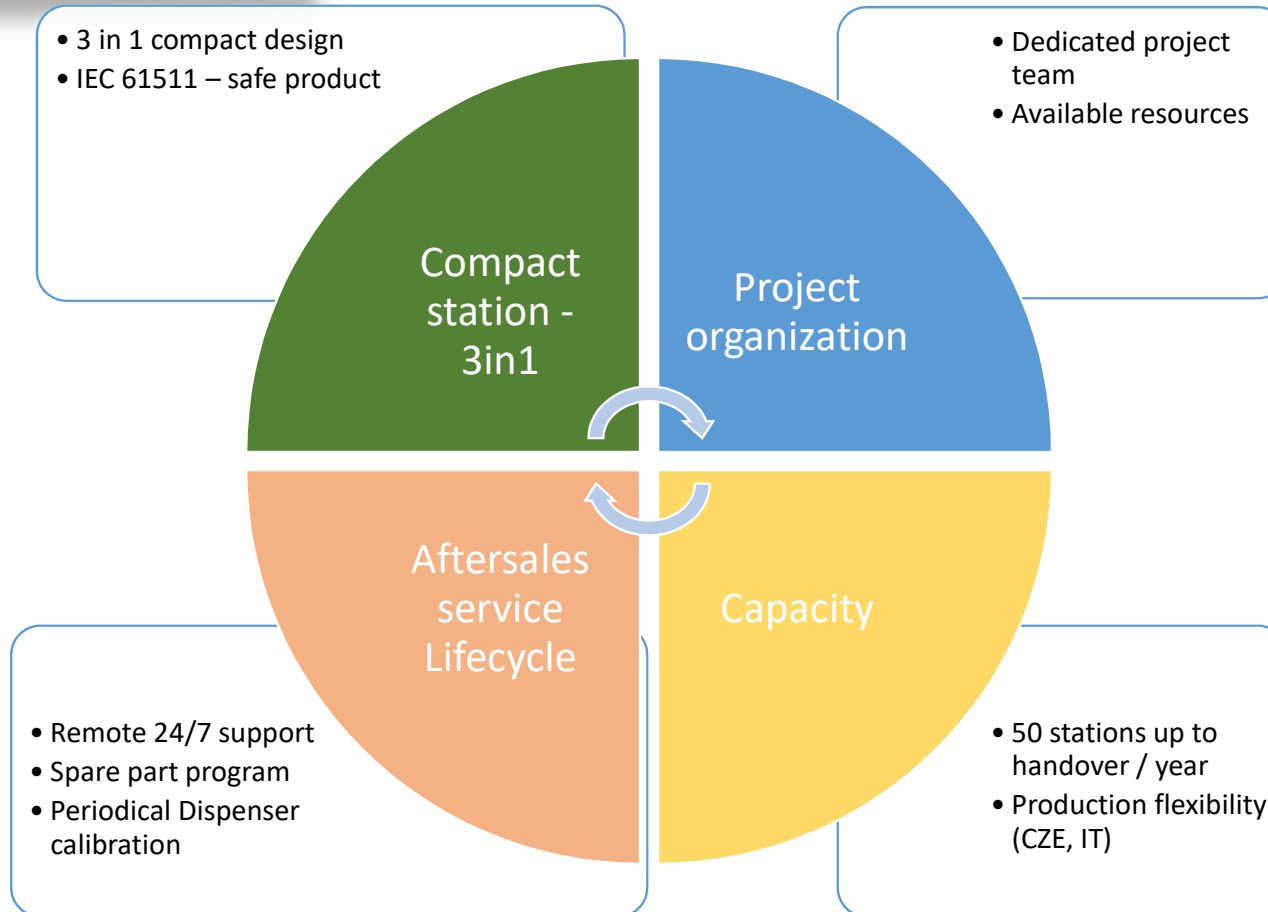 • 3 in 1 compact design
• IEC 61511 – safe product
• Dedicated project
team
• Available resources
Compact
station -
3in1
Project
organization
Aftersales
service
Lifecycle
Capacity
• Remote 24/7 support
• Spare part program
• Periodical Dispenser
calibration
• 50 stations up to
handover / year
• Production flexibility
(CZE, IT)